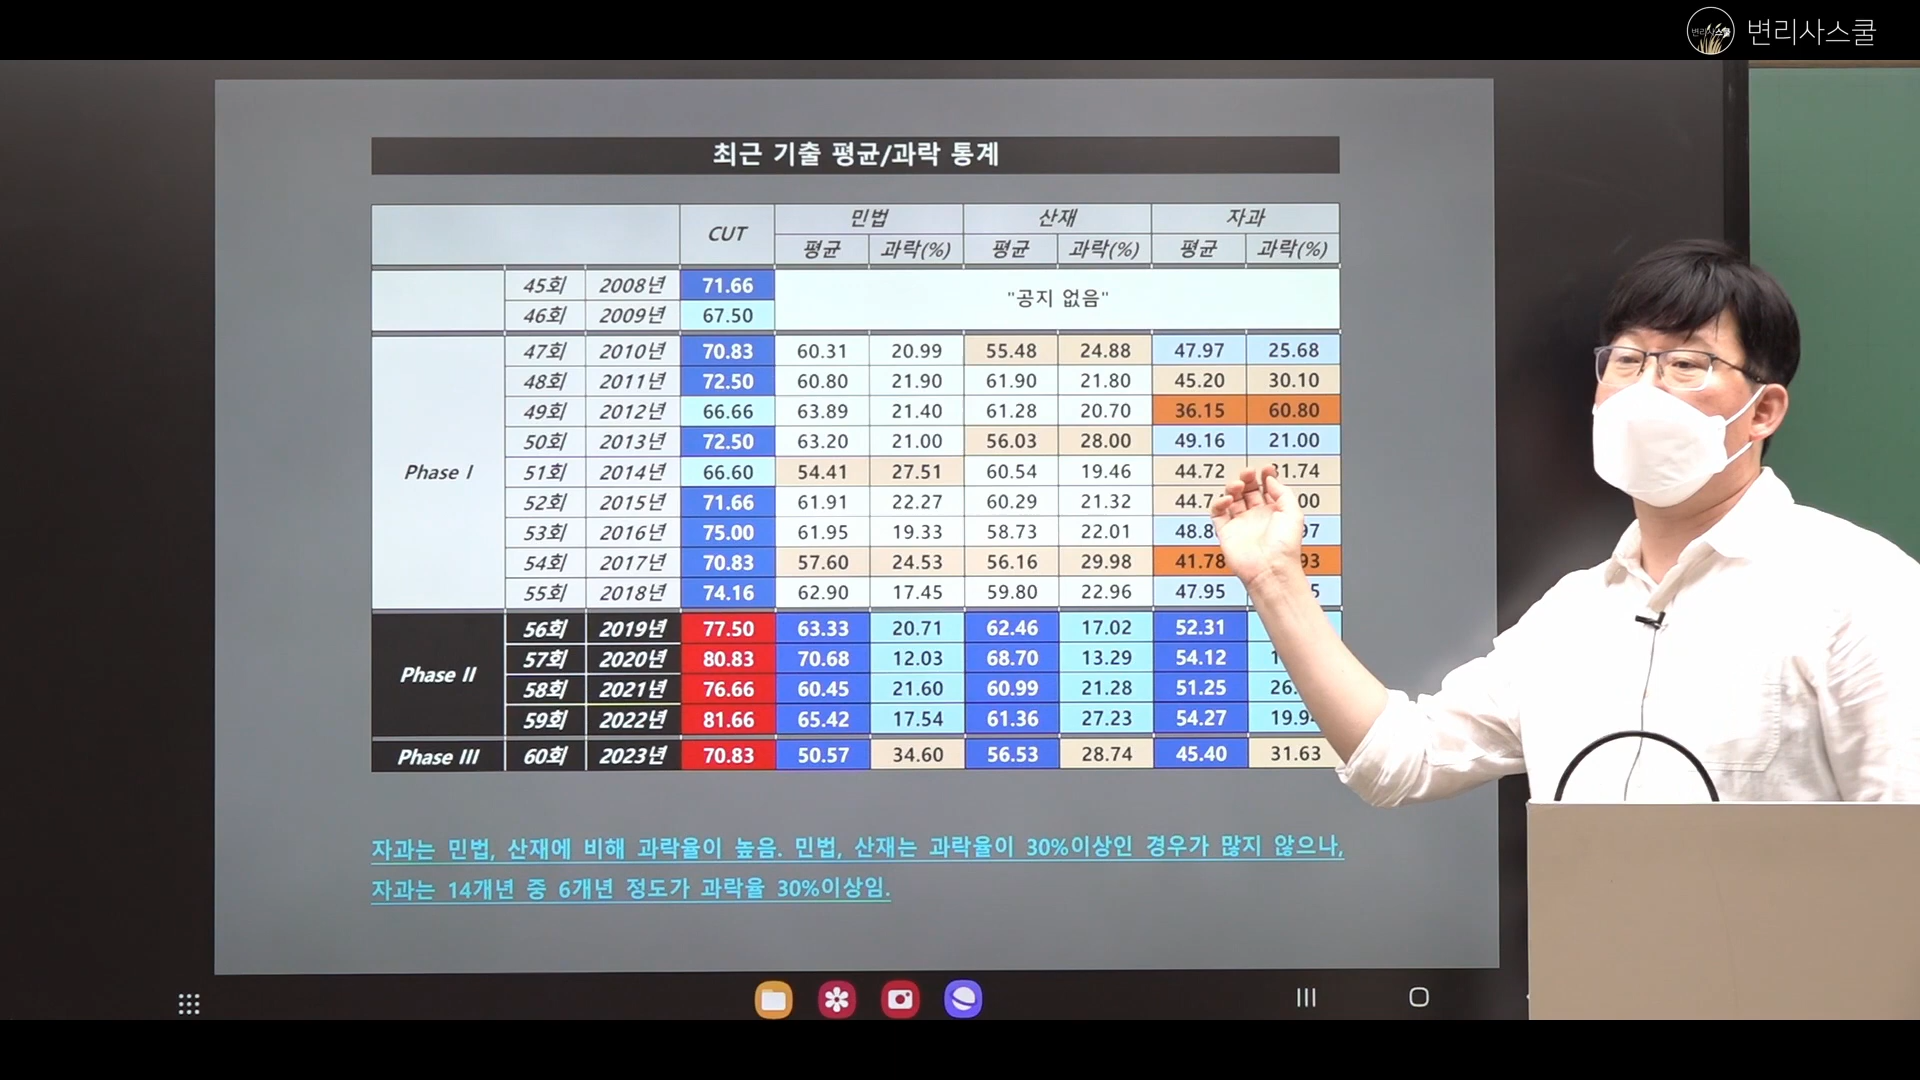 변리사스쿨
변리사스쿨
최근 기출 평균/과락 통계
CUT 민법 산재 자과
평균 과락(%) 평균 과락(%) 평균 과락(%)
45회 2008년 71.66 "공지 없음"
46회 2009년 67.50
Phase I
47회 2010년 70.83 60.31 20.99 55.48 24.88 47.97 25.68
48회 2011년 72.50 60.80 21.90 61.90 21.80 45.20 30.10
49회 2012년 66.66 63.89 21.40 61.28 20.70 36.15 60.80
50회 2013년 72.50 63.20 21.00 56.03 28.00 49.16 21.00
51회 2014년 66.60 54.41 27.51 60.54 19.46 44.72
52회 2015년 71.66 61.91 22.27 60.29 21.32
53회 2016년 75.00 61.95 19.33 58.73 22.01
54회 2017년 70.83 57.60 24.53 56.16 29.98 41.78
55회 2018년 74.16 62.90 17.45 59.80 22.96 47.95
Phase II
56회 2019년 77.50 63.33 20.71 62.46 17.02 52.31
57회 2020년 80.83 70.68 12.03 68.70 13.29 54.12
58회 2021년 76.66 60.45 21.60 60.99 21.28 51.25
59회 2022년 81.66 65.42 17.54 61.36 27.23 54.27
Phase III 60회 2023년 70.83 50.57 34.60 56.53 28.74 45.40 31.63
자과는 민법, 산재에 비해 과락율이 높음. 민법, 산재는 과락율이 30%이상인 경우가 많지 않으나,
자과는 14개년 중 6개년 정도가 과락율 30%이상임.